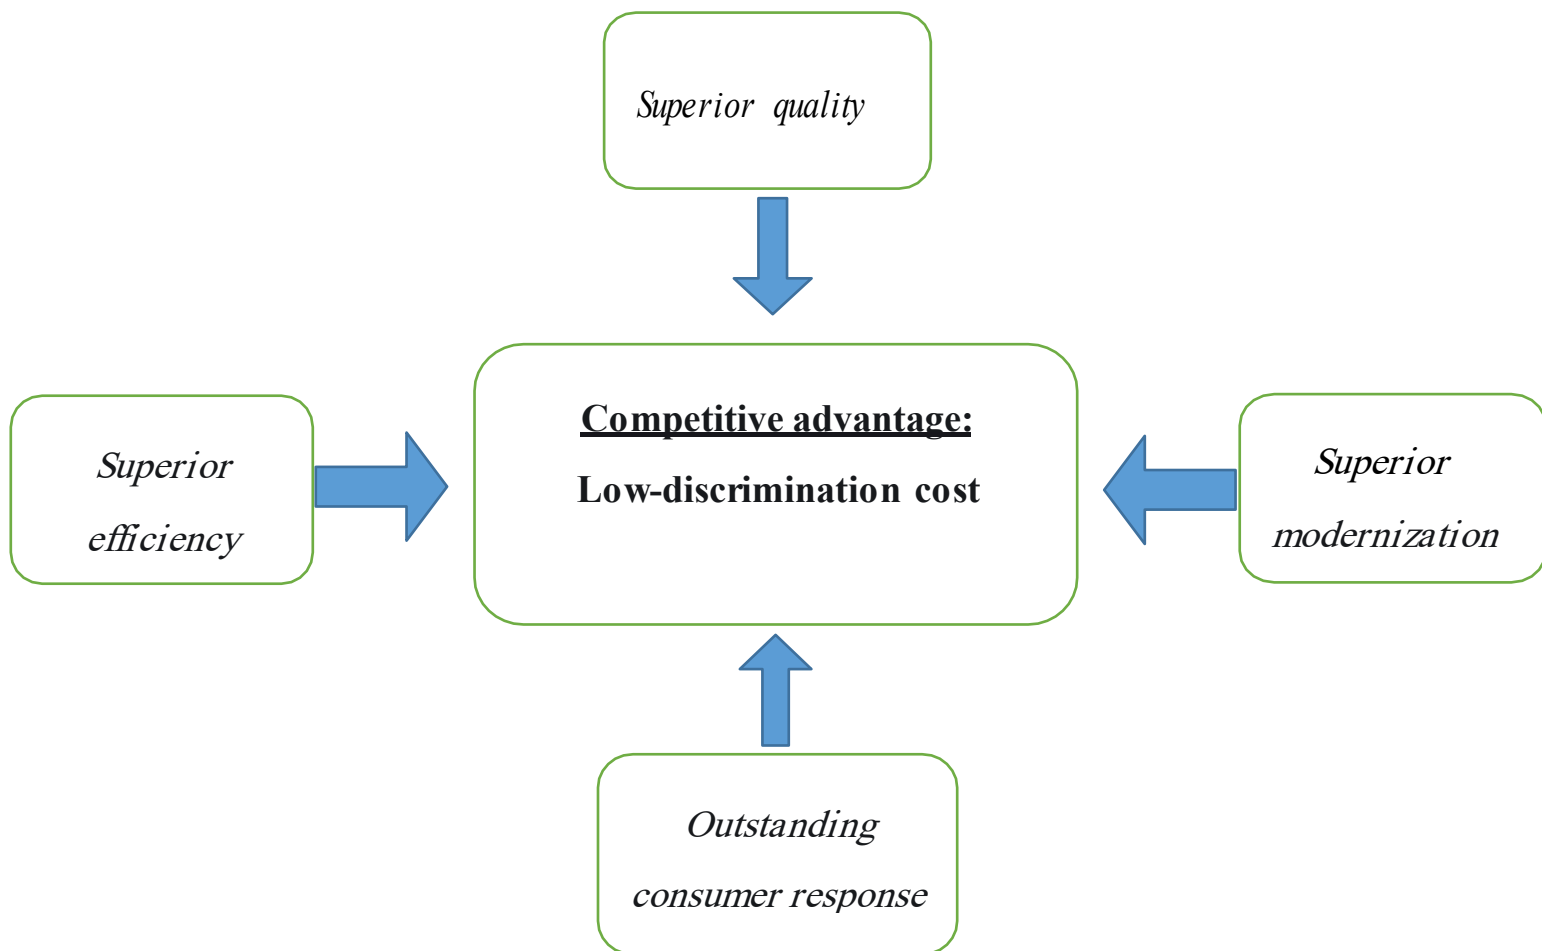 Superior quality
Competitive advantage:
Low-discrimination cost
Superior
efficiency
Superior
modernization
Outstanding
consumer response